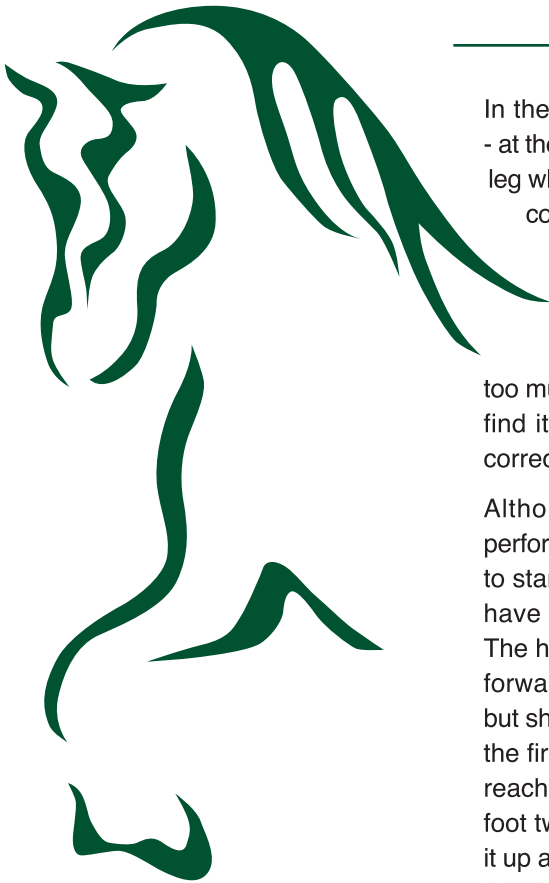 In the
- at the
leg wh
co
too mu
find it
correc
Altho
perfor
to star
have
The h
forwa
but sh
the fir
reach
foot tw
it up a